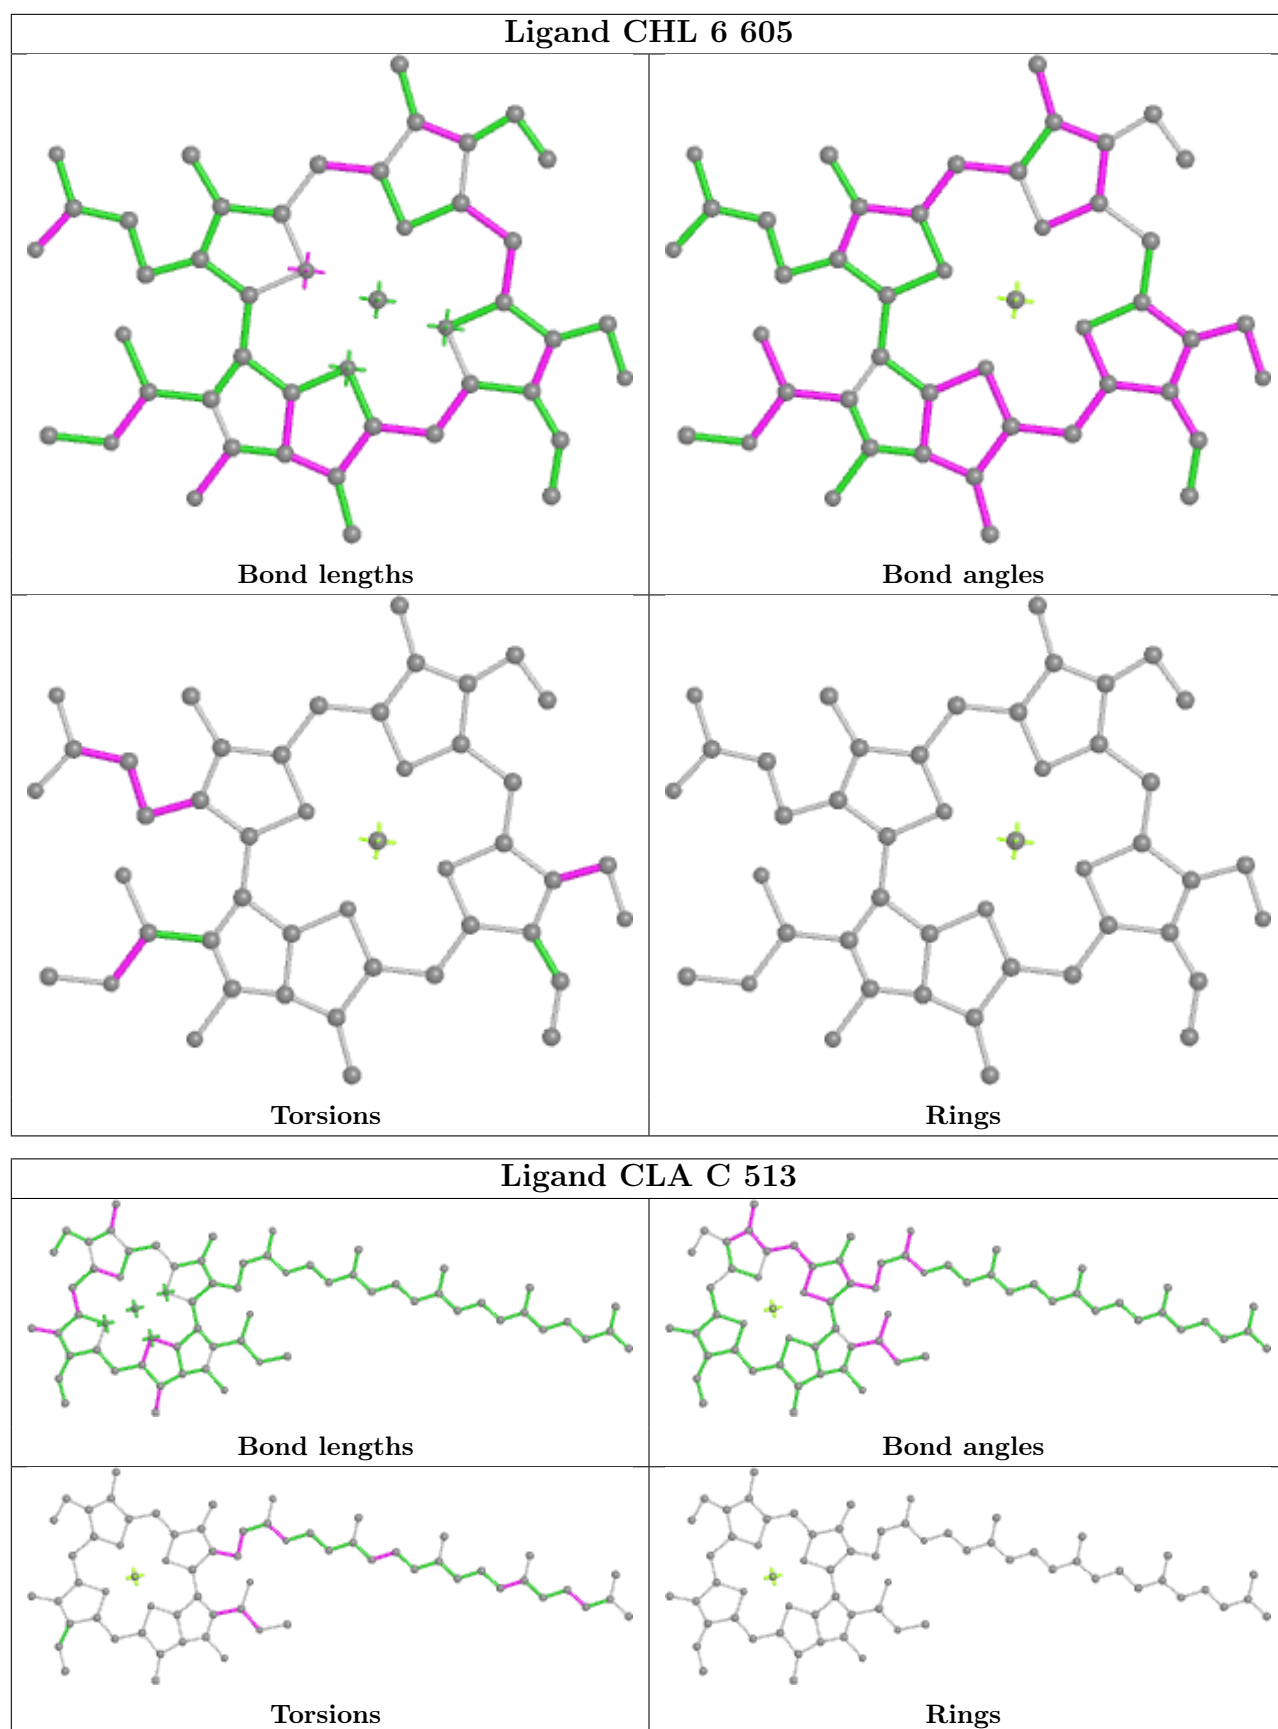 Ligand CHL 6 605
Bond lengths
Bond angles
Torsions
Rings
Ligand CLA C 513
Bond lengths
Bond angles
Torsions
Rings